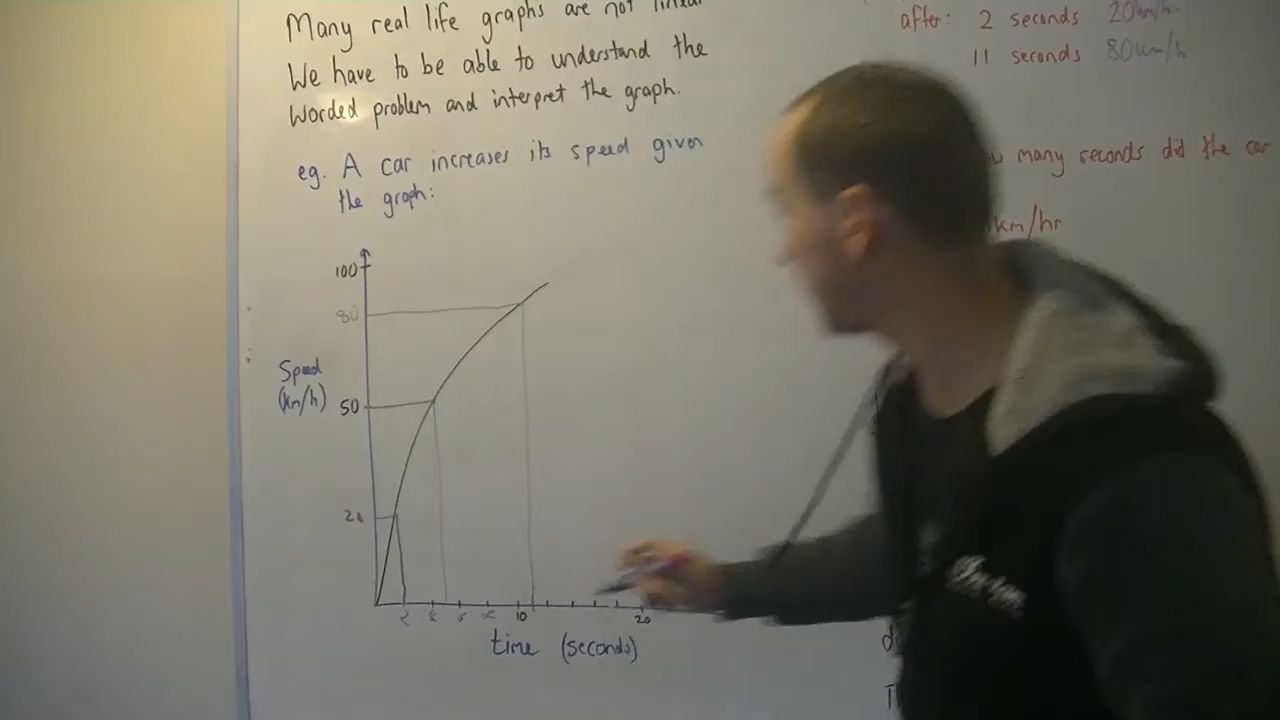 Many real life graphs are not linear
We have to be able to understand the
Worded problem and interpret the graph.
eg. A car increases its speed given
the graph:
100
80
Speed
(km/h)
50
20
2
10
20
time (seconds)
after: 2 seconds 20km/h.
11 seconds 80km/h
many seconds did the car
km/hr